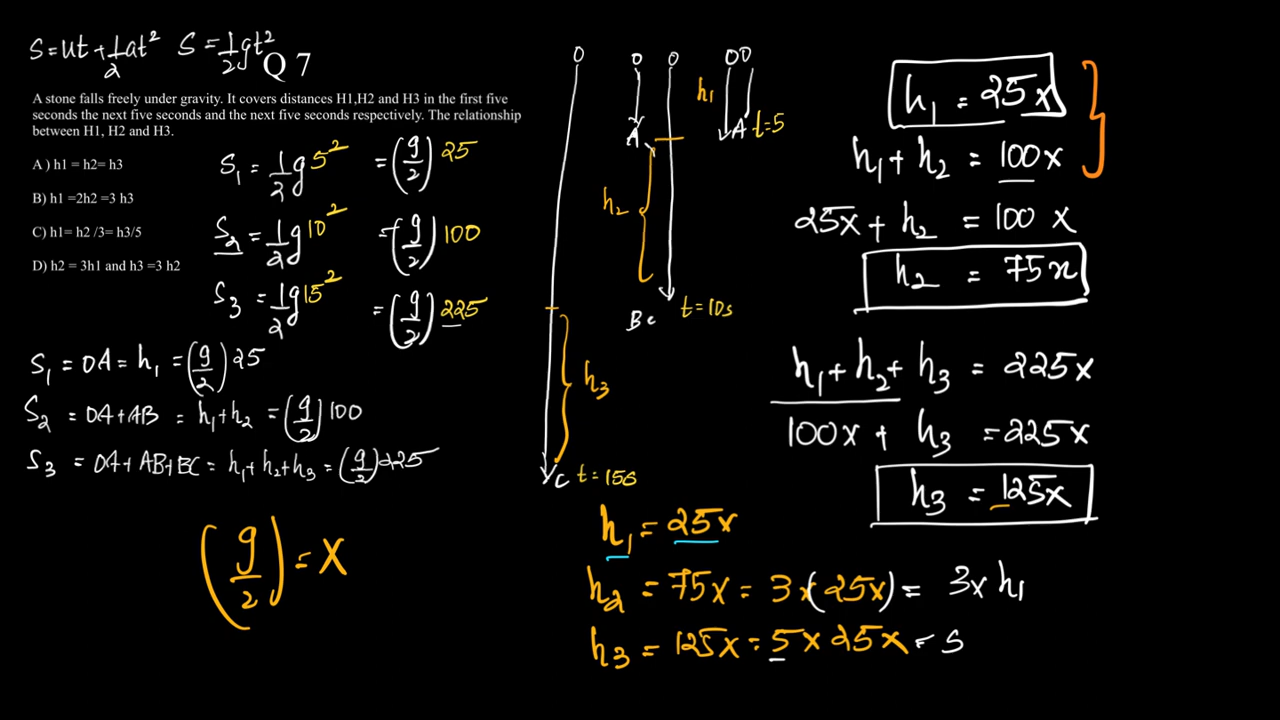 S = ut + 1/2 at² S = 1/2 gt²
Q 7
A stone falls freely under gravity. It covers distances H1,H2 and H3 in the first five
seconds the next five seconds and the next five seconds respectively. The relationship
between H1, H2 and H3.
A ) h1 = h2= h3
B) h1 =2h2 =3 h3
C) h1= h2 /3= h3/5
D) h2 = 3h1 and h3 =3 h2
S₁ = 1/2 g 5² = (g/2) 25
S₂ = 1/2 g 10² = (g/2) 100
S₃ = 1/2 g 15² = (g/2) 225
S₁ = OA = h₁ = (g/2) 25
S₂ = OA + AB = h₁ + h₂ = (g/2) 100
S₃ = OA + AB + BC = h₁ + h₂ + h₃ = (g/2) 225
(g/2) = x
O O O O O
h₁
A A t=5
h₂
B c t=10s
h₃
C t=15s
h₁ = 25x
h₁ + h₂ = 100x
25x + h₂ = 100 x
h₂ = 75x
h₁ + h₂ + h₃ = 225x
100x + h₃ = 225x
h₃ = 125x
h₁ = 25x
h₂ = 75x = 3 x (25x) = 3x h₁
h₃ = 125x = 5 x 25x = S